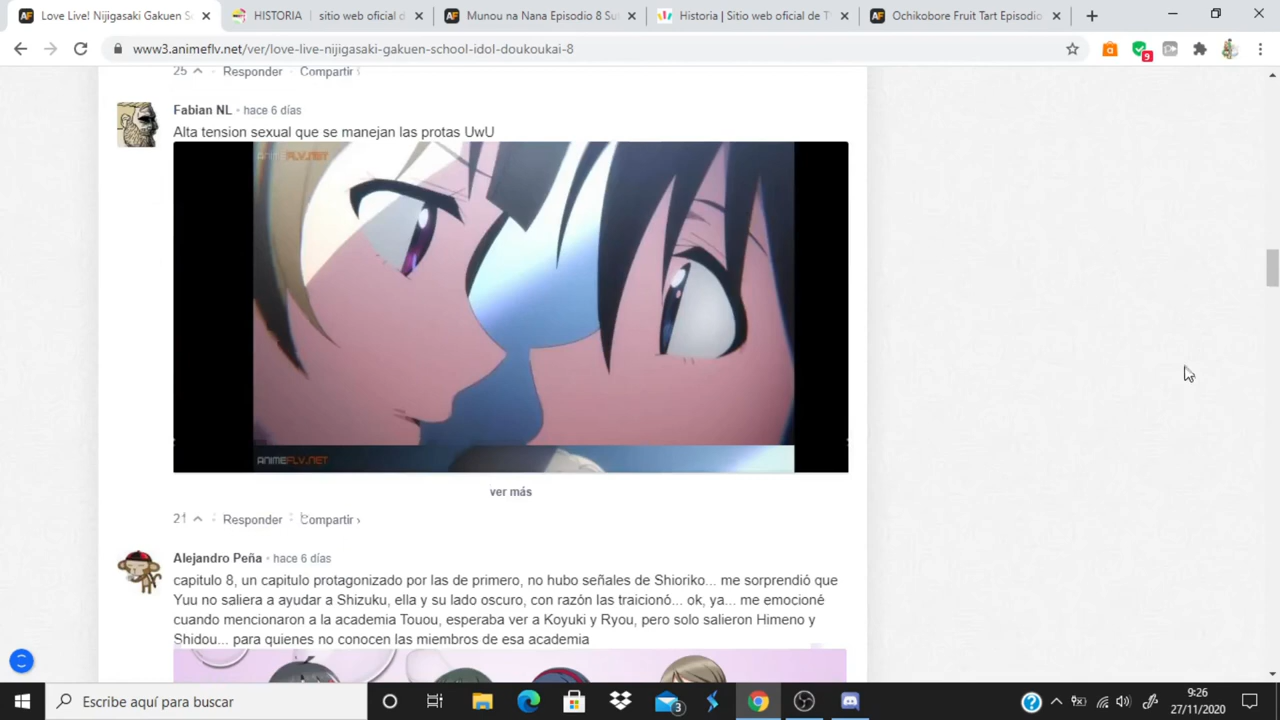 Love Live! Nijigasaki Gakuen S
HISTORIA | sitio web oficial d
Munou na Nana Episodio 8 Su
Historia | Sitio web oficial de T
Ochikobore Fruit Tart Episodio
www3.animeflv.net/ver/love-live-nijigasaki-gakuen-school-idol-doukoukai-8
9
25 Responder Compartir
Fabian NL • hace 6 días
Alta tension sexual que se manejan las protas UwU
ANIMEFLV.NET
ANIMEFLV.NET
ver más
21 Responder Compartir ›
Alejandro Peña • hace 6 días
capitulo 8, un capitulo protagonizado por las de primero, no hubo señales de Shioriko... me sorprendió que
Yuu no saliera a ayudar a Shizuku, ella y su lado oscuro, con razón las traicionó... ok, ya... me emocioné
cuando mencionaron a la academia Touou, esperaba ver a Koyuki y Ryou, pero solo salieron Himeno y
Shidou... para quienes no conocen las miembros de esa academia
Escribe aquí para buscar
3
9:26
27/11/2020